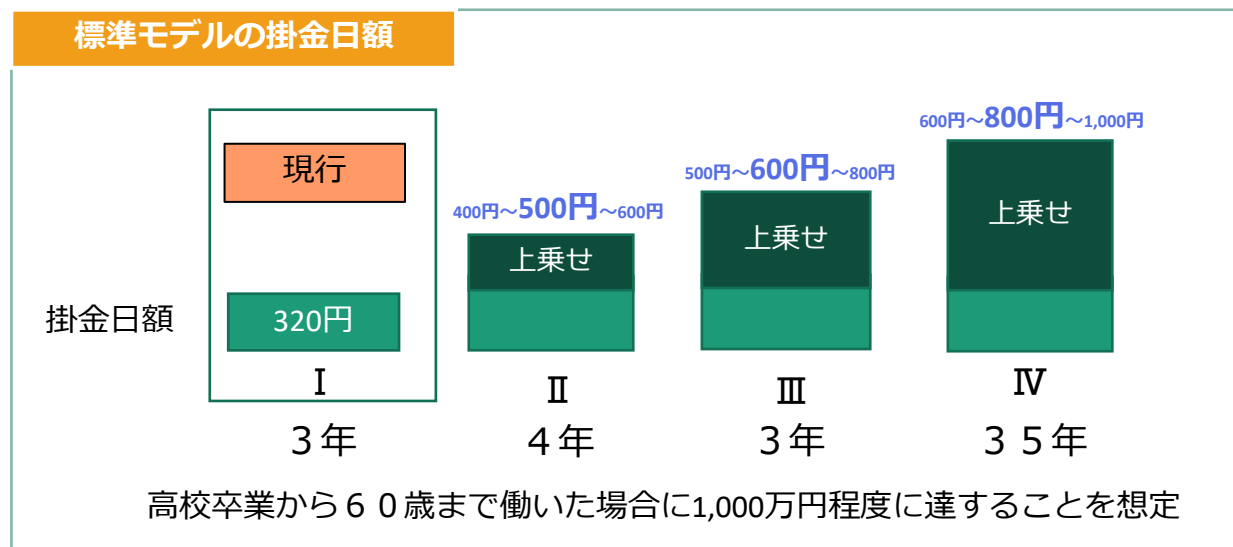 標準モデルの掛金日額
現行
400円～500円～600円
500円～600円～800円
600円～800円～1,000円
上乗せ
上乗せ
上乗せ
掛金日額
320円
Ⅰ
Ⅱ
Ⅲ
Ⅳ
３年
４年
３年
３５年
高校卒業から６０歳まで働いた場合に1,000万円程度に達することを想定